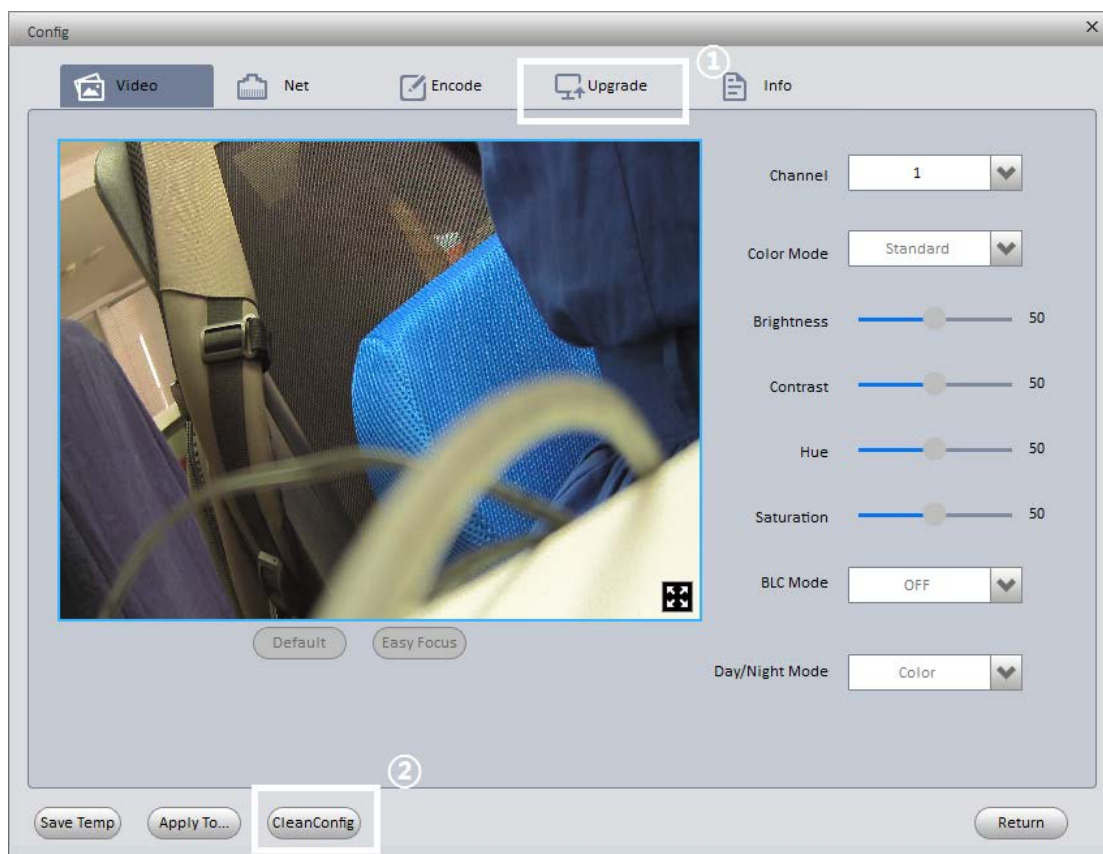 Config
①
Video Net Encode Upgrade Info
Channel 1
Color Mode Standard
Brightness 50
Contrast 50
Hue 50
Saturation 50
BLC Mode OFF
Default Easy Focus
Day/Night Mode Color
②
Save Temp Apply To... CleanConfig Return